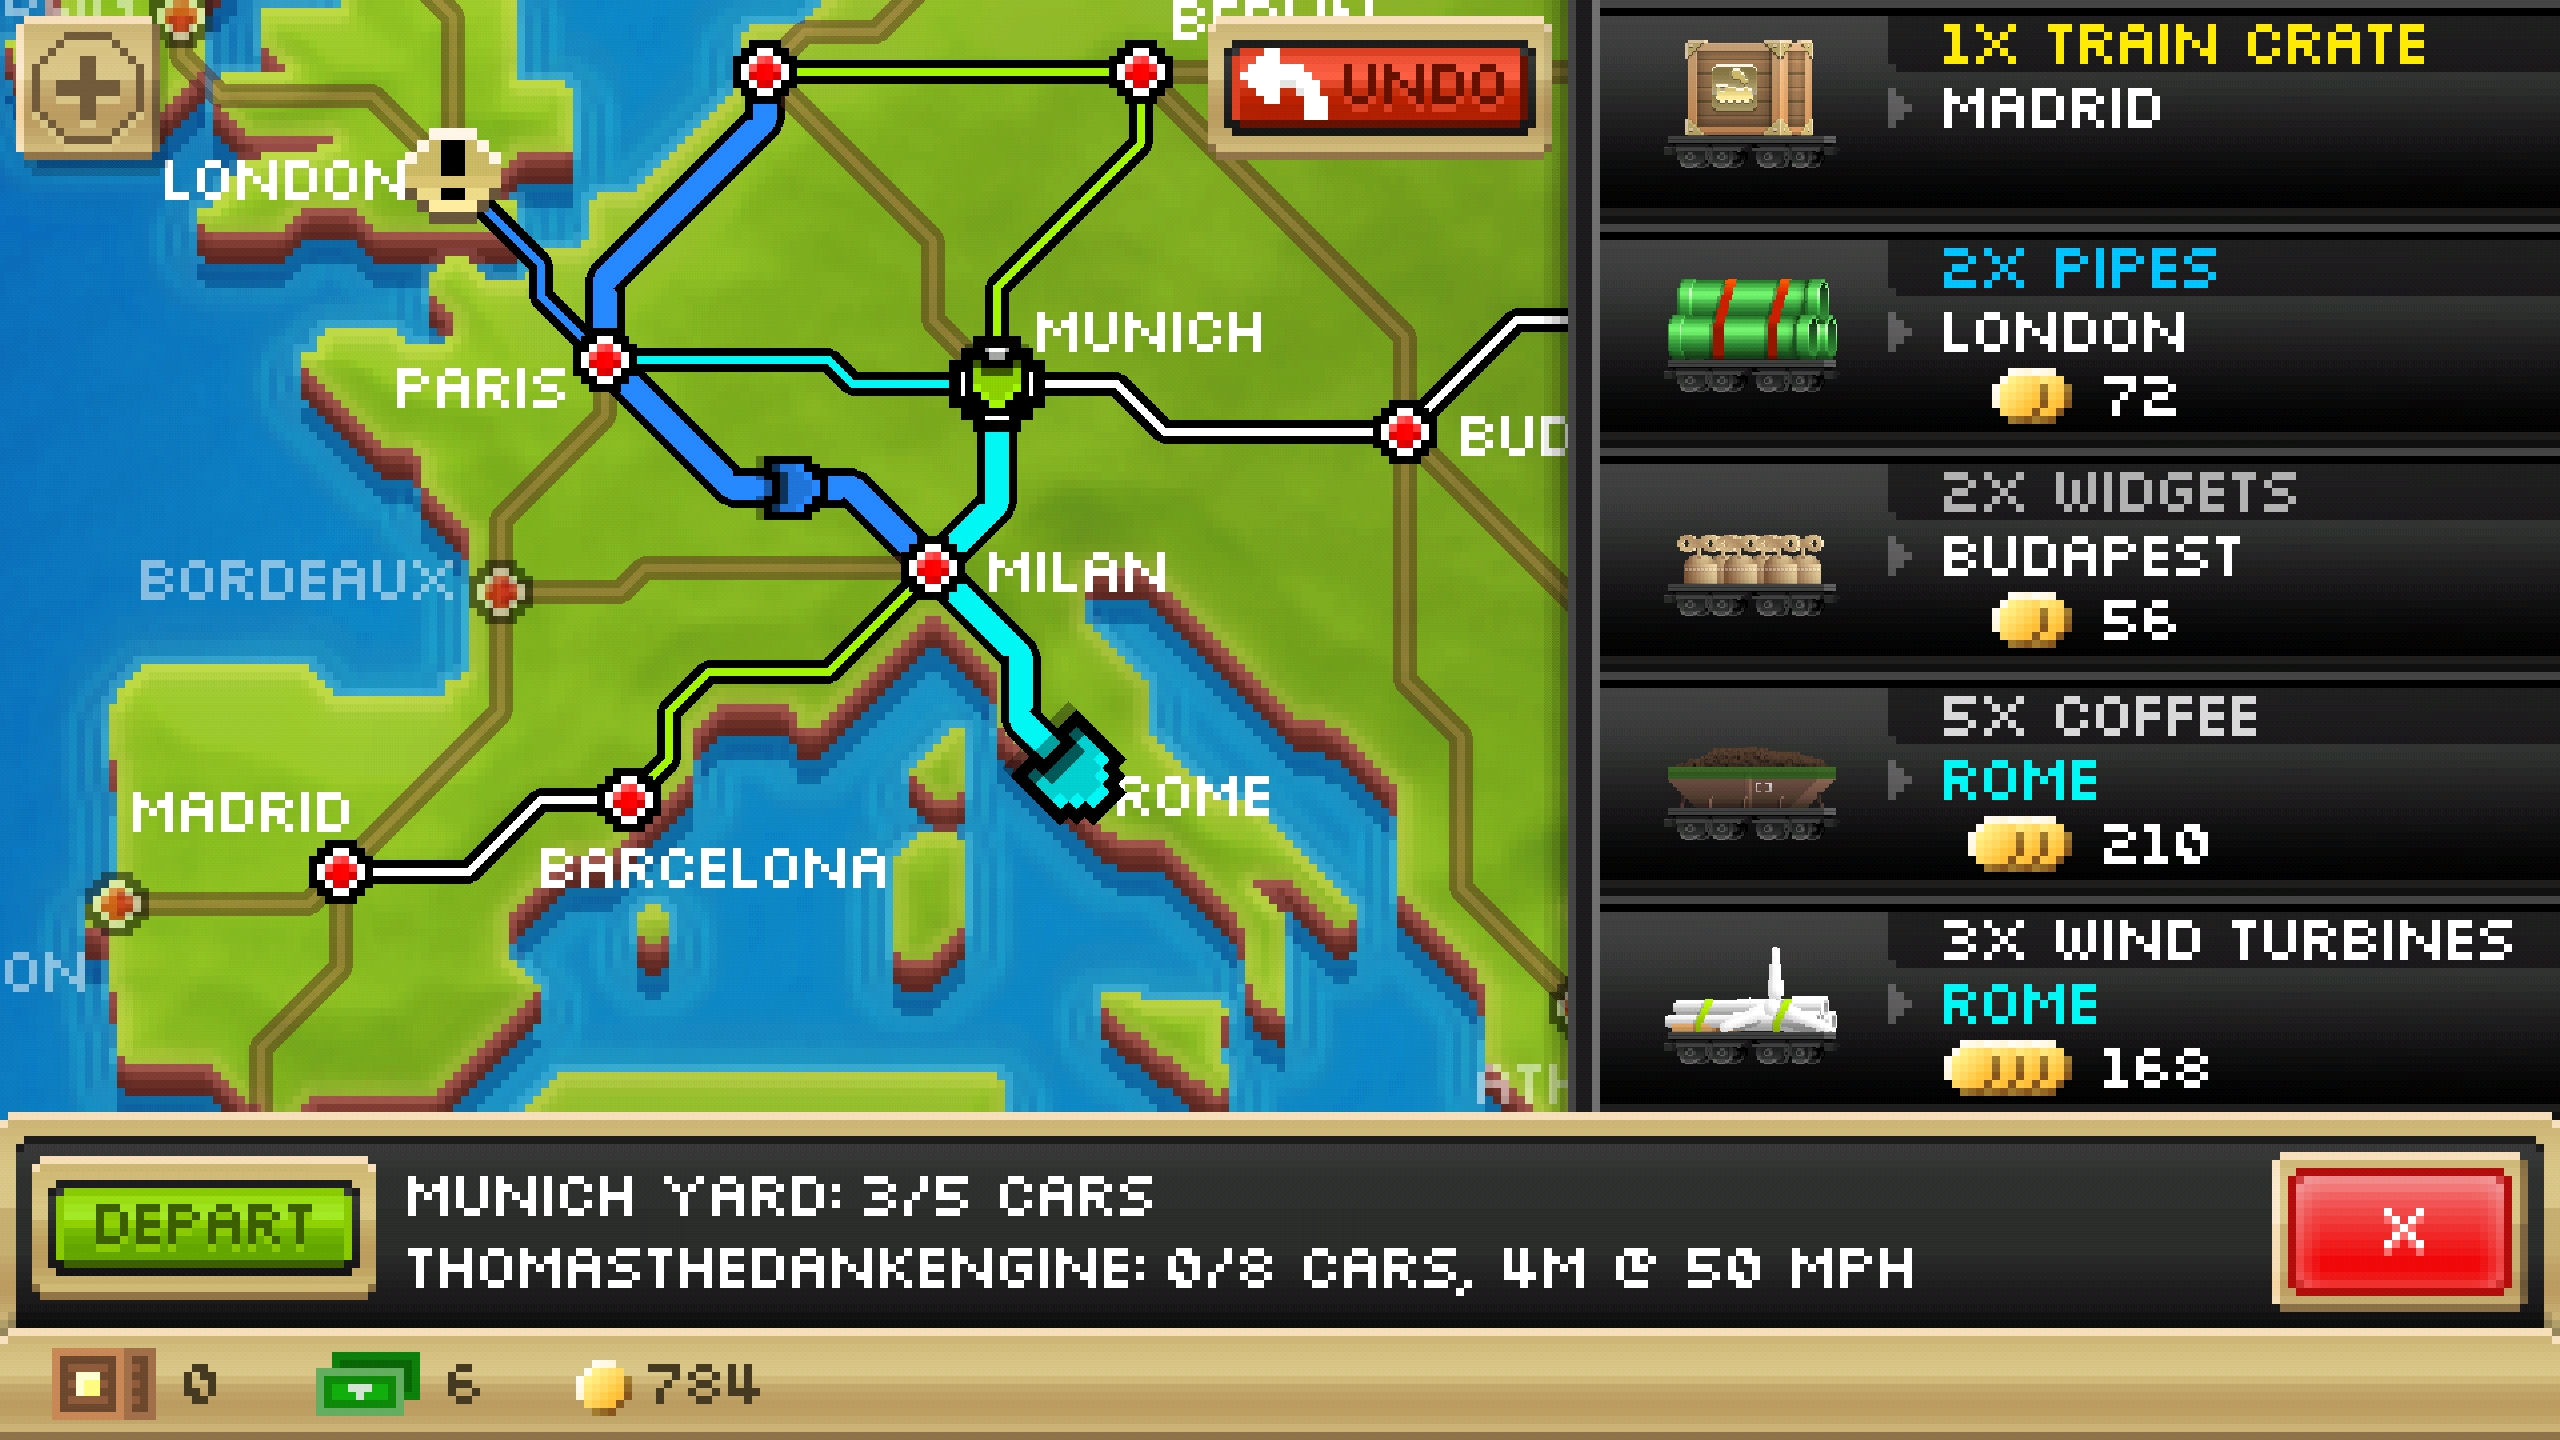 UNDO
LONDON
MUNICH
PARIS
BUD
BORDEAUX
MILAN
MADRID
ROME
BARCELONA
ON
ATH
1X TRAIN CRATE
MADRID
2X PIPES
LONDON
72
2X WIDGETS
BUDAPEST
56
5X COFFEE
ROME
210
3X WIND TURBINES
ROME
168
DEPART
MUNICH YARD: 3/5 CARS
THOMASTHEDANKENGINE: 0/8 CARS, 4M @ 50 MPH
X
0
6
784